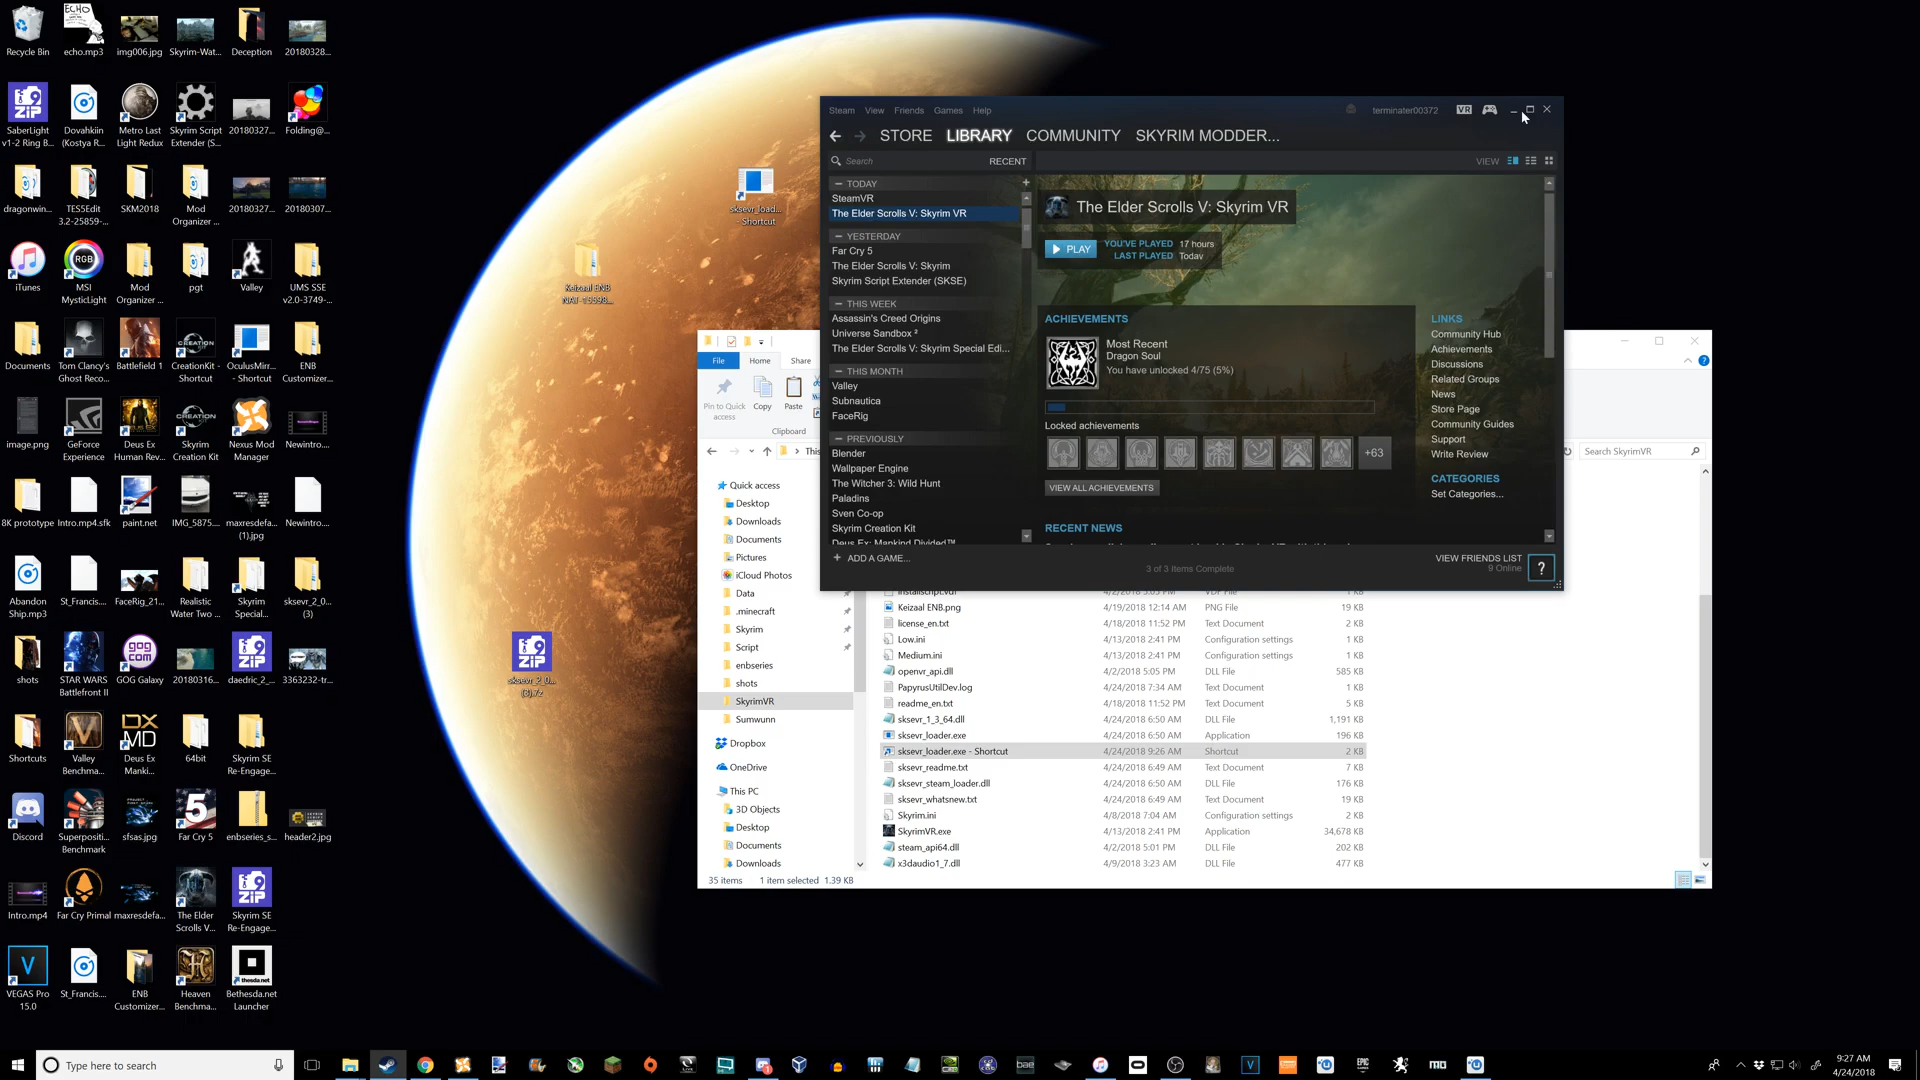 Recycle Bin
echo.mp3
img006.jpg
Skyrim-Wat...
Deception
20180328...
SaberLight
v1-2 Ring B...
Dovahkiin
(Kostya R...
Metro Last
Light Redux
Skyrim Script
Extender (S...
20180327...
Folding@...
dragonwin...
TES5Edit
3.2-25859-...
SKM2018
Mod
Organizer ...
20180327...
20180307...
iTunes
MSI
MysticLight
Mod
Organizer ...
pgt
Valley
UMS SSE
v2.0-3749-...
Documents
Tom Clancy's
Ghost Reco...
Battlefield 1
CreationKit -
Shortcut
OculusMirr...
- Shortcut
ENB
Customizer...
image.png
GeForce
Experience
Deus Ex
Human Rev...
Skyrim
Creation Kit
Nexus Mod
Manager
Newintro....
8K prototype
Intro.mp4.sfk
paint.net
IMG_5875....
maxresdefa...
(1).jpg
Newintro....
Abandon
Ship.mp3
St_Francis....
FaceRig_21...
Realistic
Water Two ...
Skyrim
Special...
sksevr_2_0...
(3)
shots
STAR WARS
Battlefront II
GOG Galaxy
20180316...
daedric_2_...
3363232-tr...
Shortcuts
Valley
Benchma...
Deus Ex
Manki...
64bit
Skyrim SE
Re-Engage...
Discord
Superpositi...
Benchmark
sfsas.jpg
Far Cry 5
enbseries_s...
header2.jpg
Intro.mp4
Far Cry Primal
maxresdefa...
The Elder
Scrolls V...
Skyrim SE
Re-Engage...
VEGAS Pro
15.0
St_Francis....
ENB
Customizer...
Heaven
Benchma...
Bethesda.net
Launcher
sksevr_load...
- Shortcut
Keizaal ENB
NAT-13398...
sksevr_2_0...
(3).7z
Steam View Friends Games Help
terminater00372
VR
STORE LIBRARY COMMUNITY SKYRIM MODDER...
Search
RECENT
VIEW
TODAY
SteamVR
The Elder Scrolls V: Skyrim VR
YESTERDAY
Far Cry 5
The Elder Scrolls V: Skyrim
Skyrim Script Extender (SKSE)
THIS WEEK
Assassin's Creed Origins
Universe Sandbox ²
The Elder Scrolls V: Skyrim Special Edi...
THIS MONTH
Valley
Subnautica
FaceRig
PREVIOUSLY
Blender
Wallpaper Engine
The Witcher 3: Wild Hunt
Paladins
Sven Co-op
Skyrim Creation Kit
Deus Ex: Mankind Divided™
+ ADD A GAME...
The Elder Scrolls V: Skyrim VR
PLAY
YOU'VE PLAYED 17 hours
LAST PLAYED Today
ACHIEVEMENTS
Most Recent
Dragon Soul
You have unlocked 4/75 (5%)
Locked achievements
+63
VIEW ALL ACHIEVEMENTS
RECENT NEWS
LINKS
Community Hub
Achievements
Discussions
Related Groups
News
Store Page
Community Guides
Support
Write Review
CATEGORIES
Set Categories...
3 of 3 Items Complete
VIEW FRIENDS LIST
9 Online
?
File Home Share
Pin to Quick
access
Copy
Paste
Clipboard
This
Search SkyrimVR
Quick access
Desktop
Downloads
Documents
Pictures
iCloud Photos
Data
.minecraft
Skyrim
Script
enbseries
shots
SkyrimVR
Sumwunn
Dropbox
OneDrive
This PC
3D Objects
Desktop
Documents
Downloads
installscript.vdf 4/2/2018 5:03 PM VDF File 1 KB
Keizaal ENB.png 4/19/2018 12:14 AM PNG File 19 KB
license_en.txt 4/18/2018 11:52 PM Text Document 2 KB
Low.ini 4/13/2018 2:41 PM Configuration settings 1 KB
Medium.ini 4/13/2018 2:41 PM Configuration settings 1 KB
openvr_api.dll 4/2/2018 5:05 PM DLL File 585 KB
PapyrusUtilDev.log 4/24/2018 7:34 AM Text Document 1 KB
readme_en.txt 4/18/2018 11:52 PM Text Document 5 KB
sksevr_1_3_64.dll 4/24/2018 6:50 AM DLL File 1,191 KB
sksevr_loader.exe 4/24/2018 6:50 AM Application 196 KB
sksevr_loader.exe - Shortcut 4/24/2018 9:26 AM Shortcut 2 KB
sksevr_readme.txt 4/24/2018 6:49 AM Text Document 7 KB
sksevr_steam_loader.dll 4/24/2018 6:50 AM DLL File 176 KB
sksevr_whatsnew.txt 4/24/2018 6:49 AM Text Document 19 KB
Skyrim.ini 4/8/2018 7:04 AM Configuration settings 1 KB
SkyrimVR.exe 4/13/2018 2:41 PM Application 34,678 KB
steam_api64.dll 4/2/2018 5:01 PM DLL File 202 KB
x3daudio1_7.dll 4/9/2018 3:23 AM DLL File 477 KB
35 items 1 item selected 1.39 KB
Type here to search
9:27 AM
4/24/2018